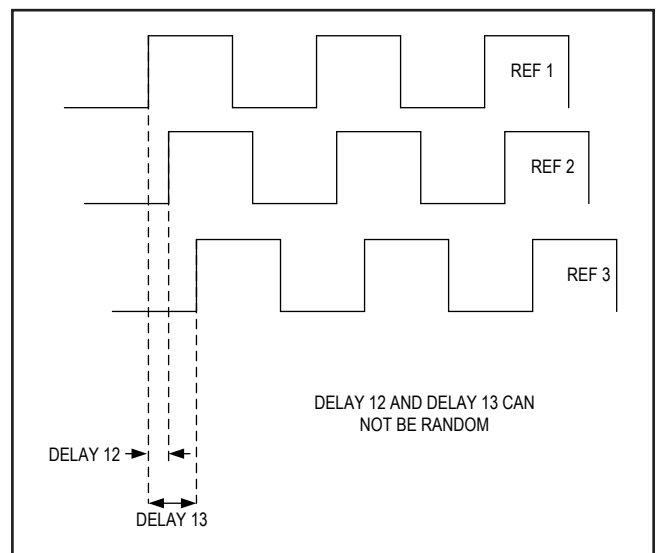 REF 1
REF 2
REF 3
DELAY 12 AND DELAY 13 CAN
NOT BE RANDOM
DELAY 12
DELAY 13